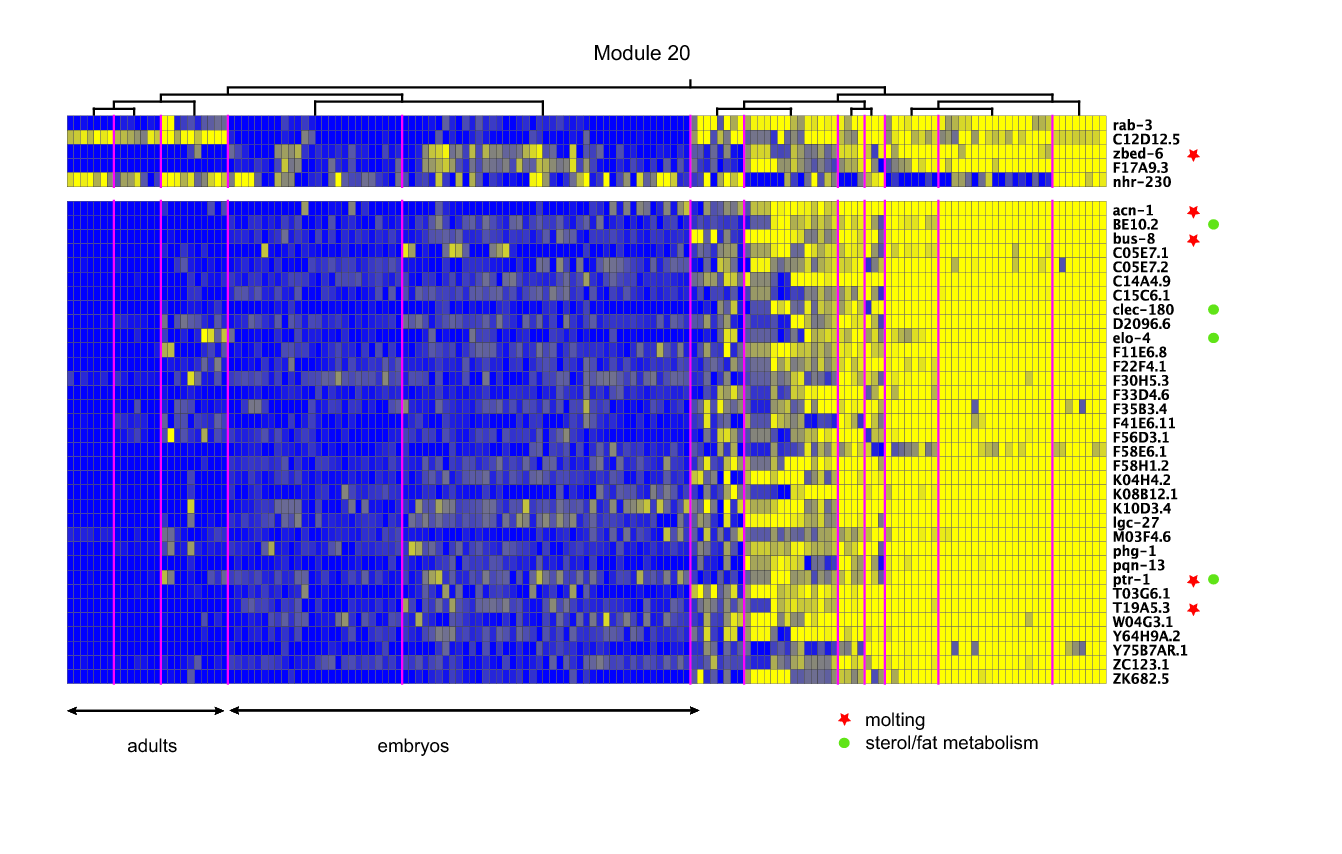 Module 20
rab-3
C12D12.5
zbed-6
F17A9.3
nhr-230
acn-1
BE10.2
bus-8
C05E7.1
C05E7.2
C14A4.9
C15C6.1
clec-180
D2096.6
elo-4
F11E6.8
F22F4.1
F30H5.3
F33D4.6
F35B3.4
F41E6.11
F56D3.1
F58E6.1
F58H1.2
K04H4.2
K08B12.1
K10D3.4
lgc-27
M03F4.6
phg-1
pqn-13
ptr-1
T03G6.1
T19A5.3
W04G3.1
Y64H9A.2
Y75B7AR.1
ZC123.1
ZK682.5
adults
embryos
molting
sterol/fat metabolism